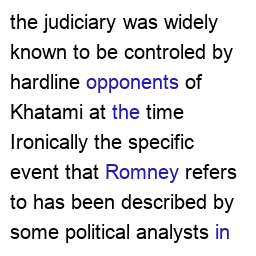 the judiciary was widely
known to be controled by
hardline opponents of
Khatami at the time
Ironically the specific
event that Romney refers
to has been described by
some political analysts in